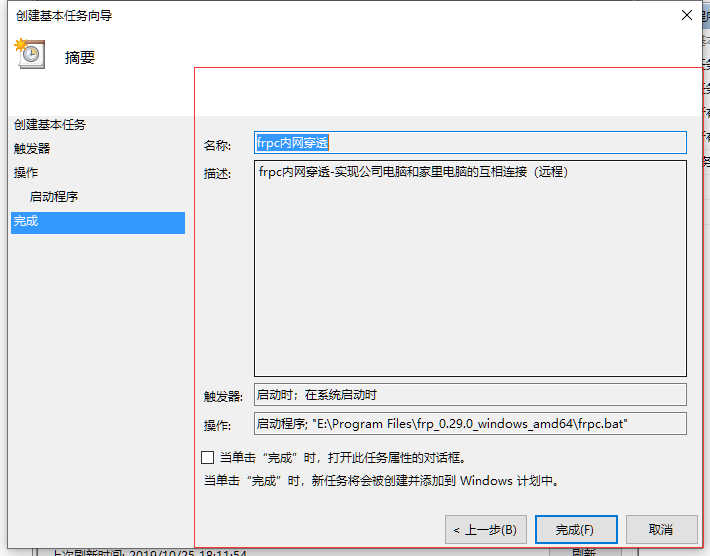 创建基本任务向导
摘要
创建基本任务
触发器
操作
启动程序
完成
名称:
frpc内网穿透
描述:
frpc内网穿透-实现公司电脑和家里电脑的互相连接（远程）
触发器:
启动时；在系统启动时
操作:
启动程序; "E:\Program Files\frp_0.29.0_windows_amd64\frpc.bat"
当单击“完成”时，打开此任务属性的对话框。
当单击“完成”时，新任务将会被创建并添加到 Windows 计划中。
< 上一步(B)
完成(F)
取消
上次刷新时间: 2019/10/25 18:11:54
刷新